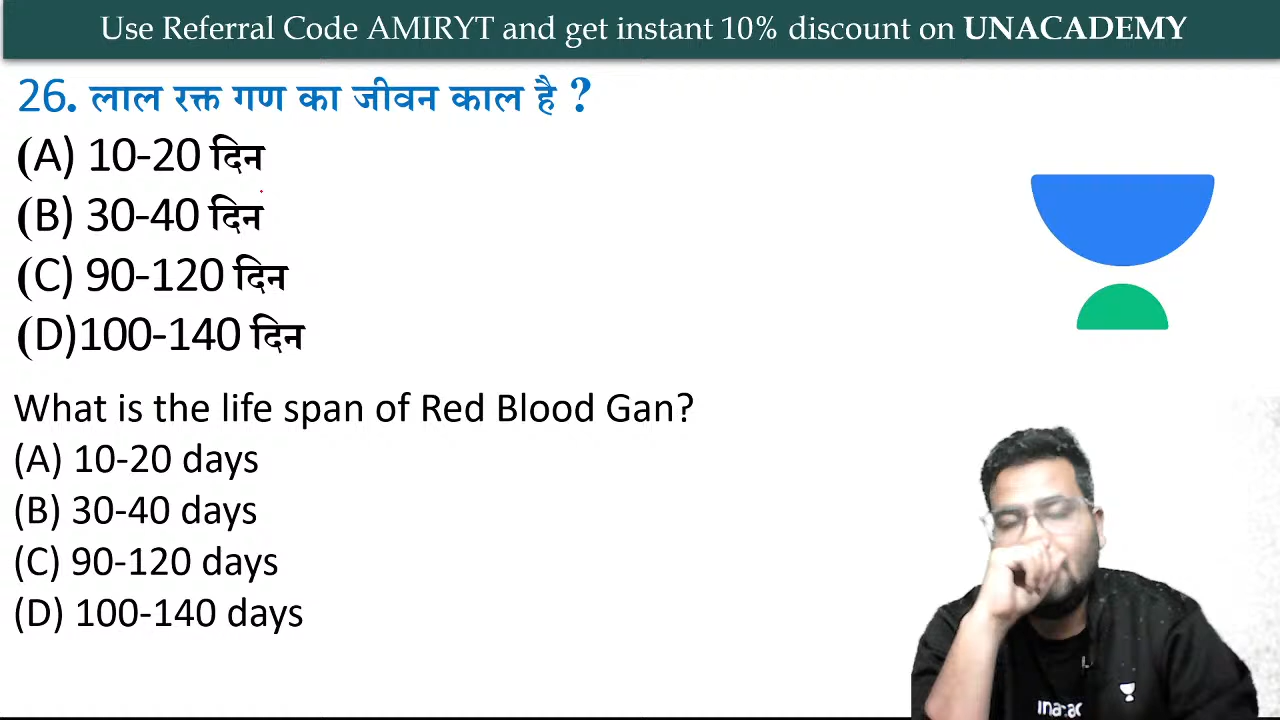 Use Referral Code AMIRYT and get instant 10% discount on UNACADEMY
26. लाल रक्त गण का जीवन काल है ?
(A) 10-20 दिन
(B) 30-40 दिन
(C) 90-120 दिन
(D)100-140 दिन
What is the life span of Red Blood Gan?
(A) 10-20 days
(B) 30-40 days
(C) 90-120 days
(D) 100-140 days